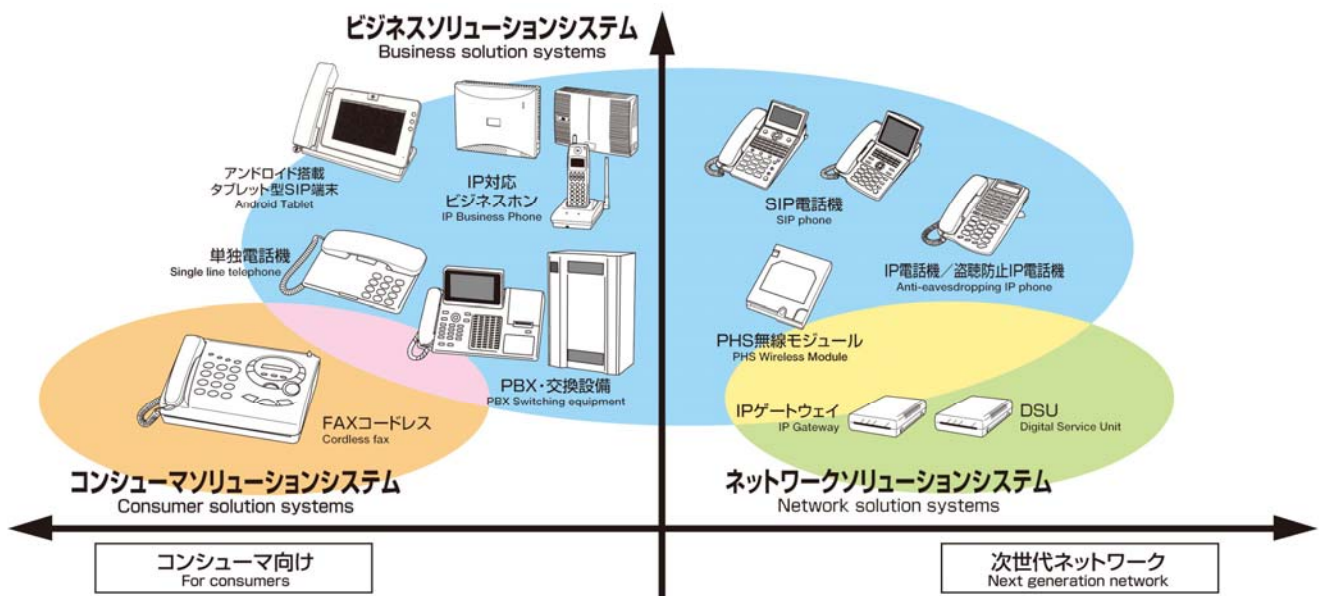 ビジネスソリューションシステム
Business solution systems
アンドロイド搭載
タブレット型SIP端末
Android Tablet
IP対応
ビジネスホン
IP Business Phone
SIP電話機
SIP phone
単独電話機
Single line telephone
IP電話機／盗聴防止IP電話機
Anti-eavesdropping IP phone
PHS無線モジュール
PHS Wireless Module
PBX・交換設備
PBX Switching equipment
FAXコードレス
Cordless fax
IPゲートウェイ
IP Gateway
DSU
Digital Service Unit
コンシューマソリューションシステム
Consumer solution systems
ネットワークソリューションシステム
Network solution systems
コンシューマ向け
For consumers
次世代ネットワーク
Next generation network